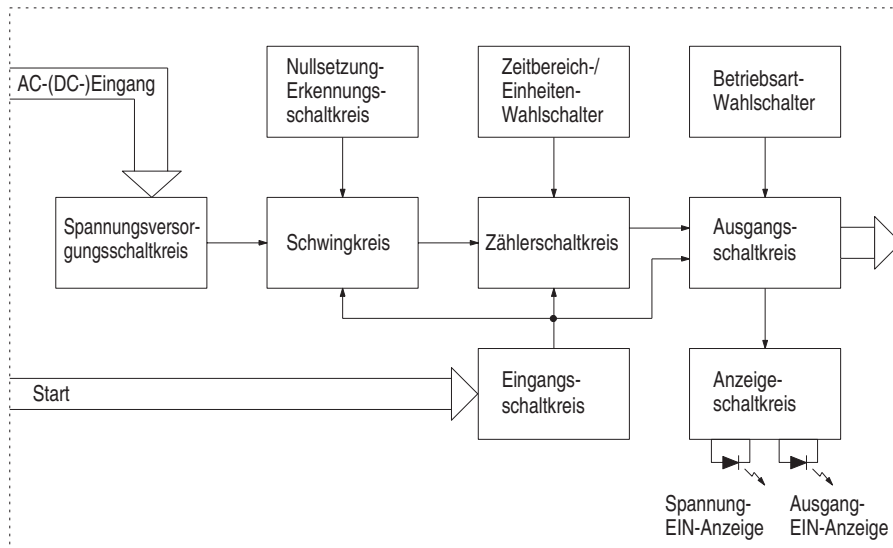 AC-(DC-)Eingang
Nullsetzung-
Erkennungs-
schaltkreis
Zeitbereich-/
Einheiten-
Wahlschalter
Betriebsart-
Wahlschalter
Spannungsversor-
gungsschaltkreis
Schwingkreis
Zählerschaltkreis
Ausgangs-
schaltkreis
Start
Eingangs-
schaltkreis
Anzeige-
schaltkreis
Spannung-
EIN-Anzeige
Ausgang-
EIN-Anzeige